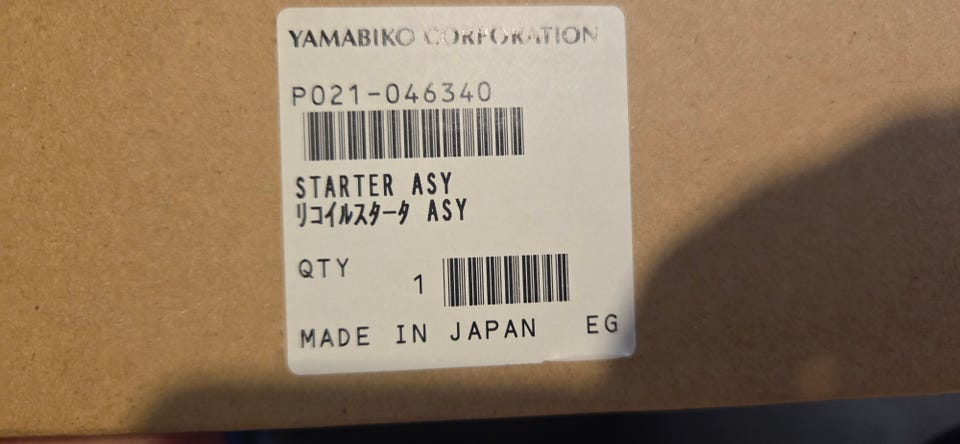 YAMABIKO CORPORATION
P021-046340
STARTER ASY
ﾘｺｲﾙｽﾀｰﾀ ASY
QTY 1
MADE IN JAPAN EG